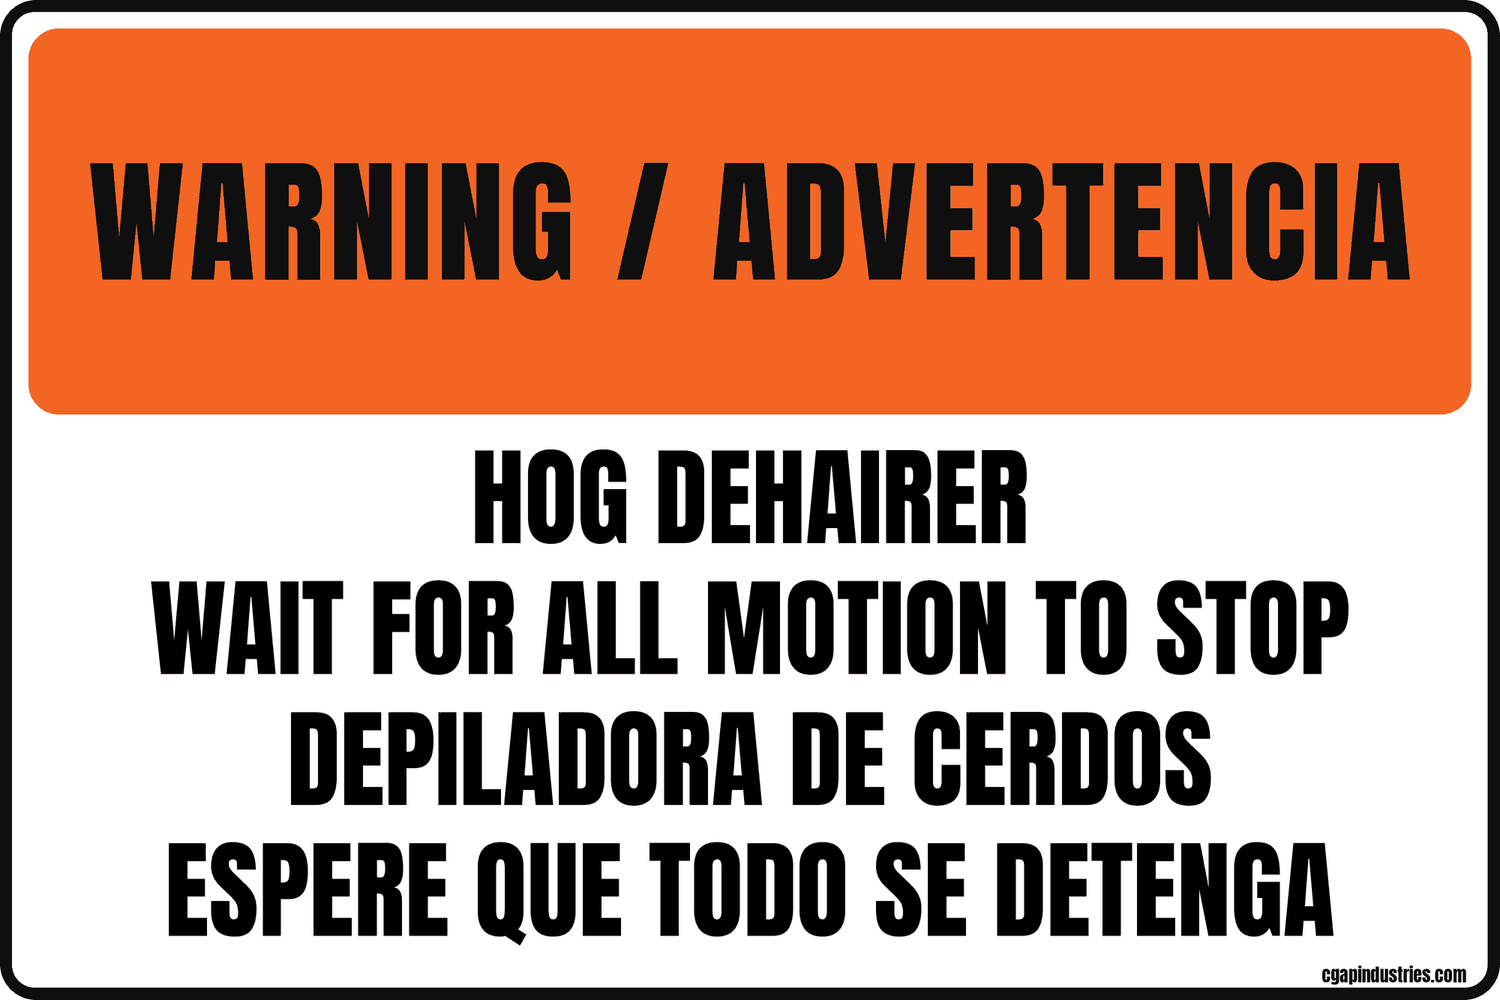 WARNING / ADVERTENCIA
HOG DEHAIRER
WAIT FOR ALL MOTION TO STOP
DEPILADORA DE CERDOS
ESPERE QUE TODO SE DETENGA
cgapindustries.com